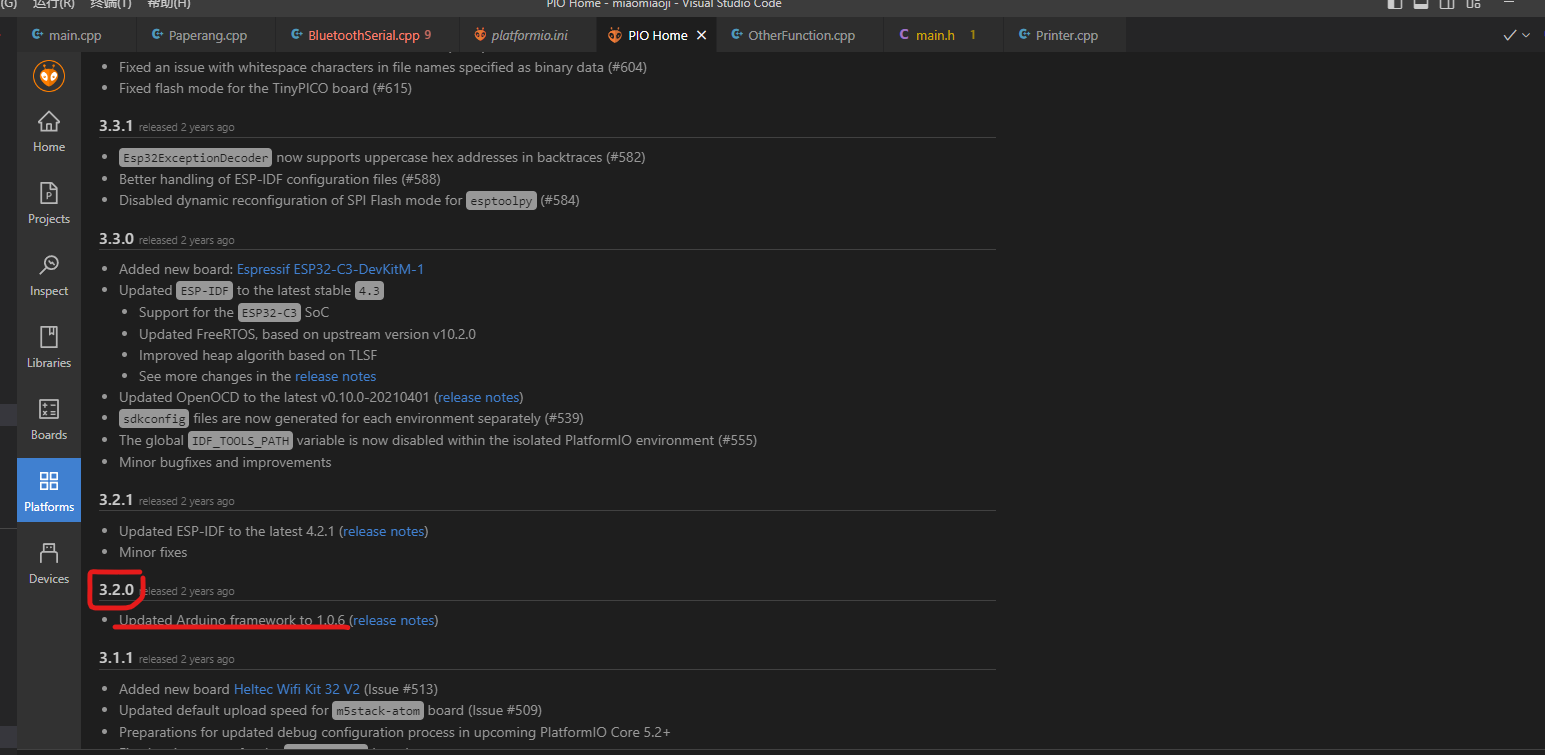 (G) 运行(R) 终端(T) 帮助(H) PIO Home - miaomiaoji - Visual Studio Code
main.cpp Paperang.cpp BluetoothSerial.cpp 9 platformio.ini PIO Home OtherFunction.cpp main.h 1 Printer.cpp
Home
Projects
Inspect
Libraries
Boards
Platforms
Devices
Fixed an issue with whitespace characters in file names specified as binary data (#604)
Fixed flash mode for the TinyPICO board (#615)
3.3.1 released 2 years ago
Esp32ExceptionDecoder now supports uppercase hex addresses in backtraces (#582)
Better handling of ESP-IDF configuration files (#588)
Disabled dynamic reconfiguration of SPI Flash mode for esptoolpy (#584)
3.3.0 released 2 years ago
Added new board: Espressif ESP32-C3-DevKitM-1
Updated ESP-IDF to the latest stable 4.3
Support for the ESP32-C3 SoC
Updated FreeRTOS, based on upstream version v10.2.0
Improved heap algorith based on TLSF
See more changes in the release notes
Updated OpenOCD to the latest v0.10.0-20210401 (release notes)
sdkconfig files are now generated for each environment separately (#539)
The global IDF_TOOLS_PATH variable is now disabled within the isolated PlatformIO environment (#555)
Minor bugfixes and improvements
3.2.1 released 2 years ago
Updated ESP-IDF to the latest 4.2.1 (release notes)
Minor fixes
3.2.0 released 2 years ago
Updated Arduino framework to 1.0.6 (release notes)
3.1.1 released 2 years ago
Added new board Heltec Wifi Kit 32 V2 (Issue #513)
Updated default upload speed for m5stack-atom board (Issue #509)
Preparations for updated debug configuration process in upcoming PlatformIO Core 5.2+